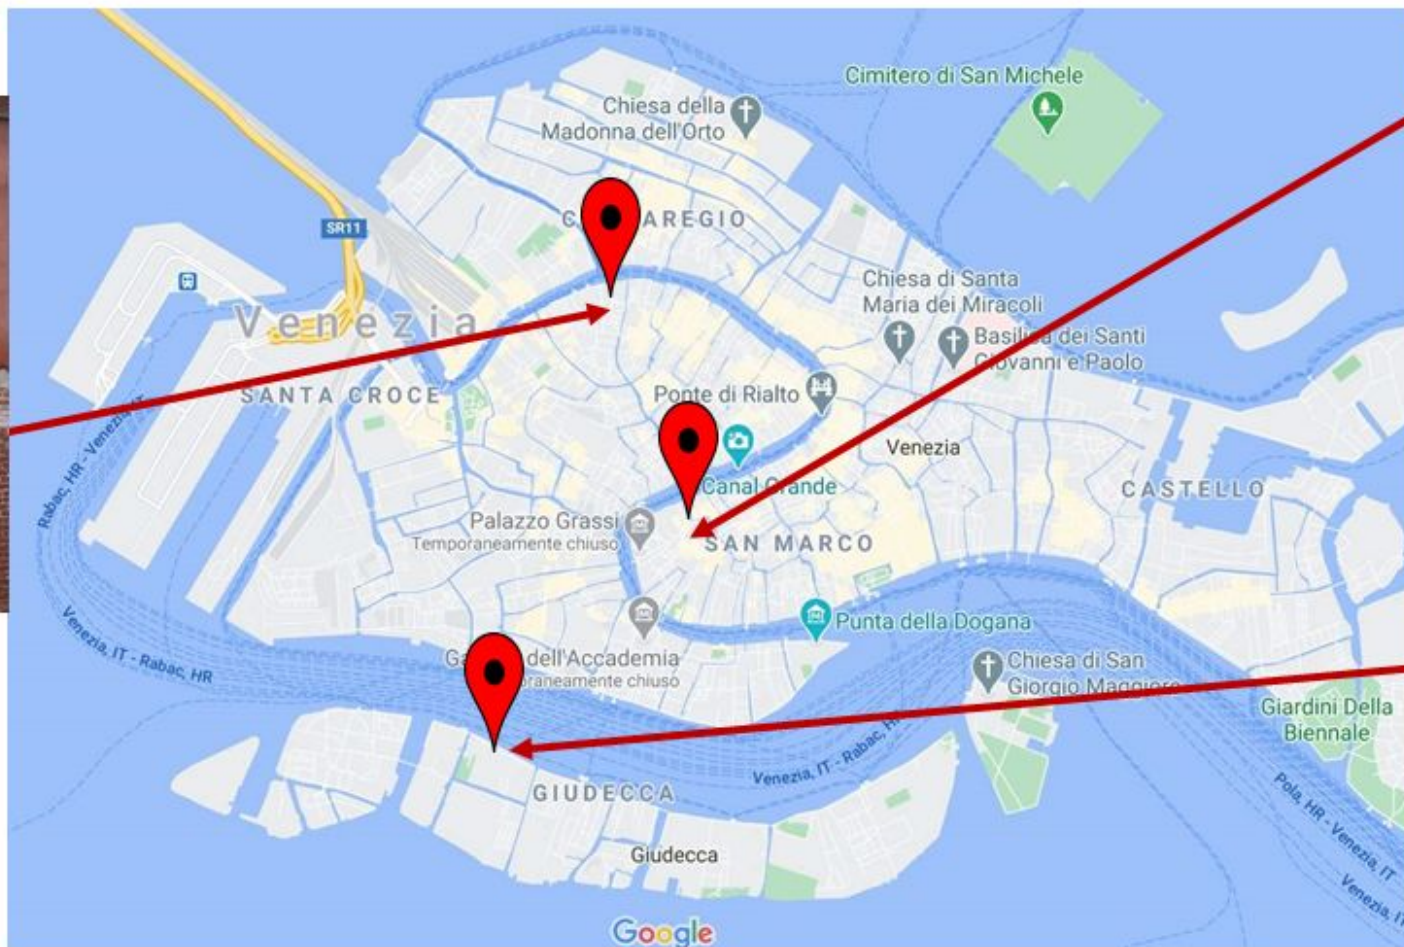 Cimitero di San Michele
Chiesa della
Madonna dell'Orto
SR11
AREGIO
Chiesa di Santa
Maria dei Miracoli
Venezia
Basilica dei Santi
Giovanni e Paolo
SANTA CROCE
Ponte di Rialto
Rabac, HR - Venezia, IT
Venezia
Canal Grande
CASTELLO
Palazzo Grassi
Temporaneamente chiuso
SAN MARCO
Punta della Dogana
Venezia, IT - Rabac, HR
dell'Accademia
chiuso
Chiesa di San
Giorgio Maggiore
Giardini Della
Biennale
Venezia, IT - Rabac, HR
GIUDECCA
Pola, HR - Venezia, IT
Giudecca
Venezia,
Google